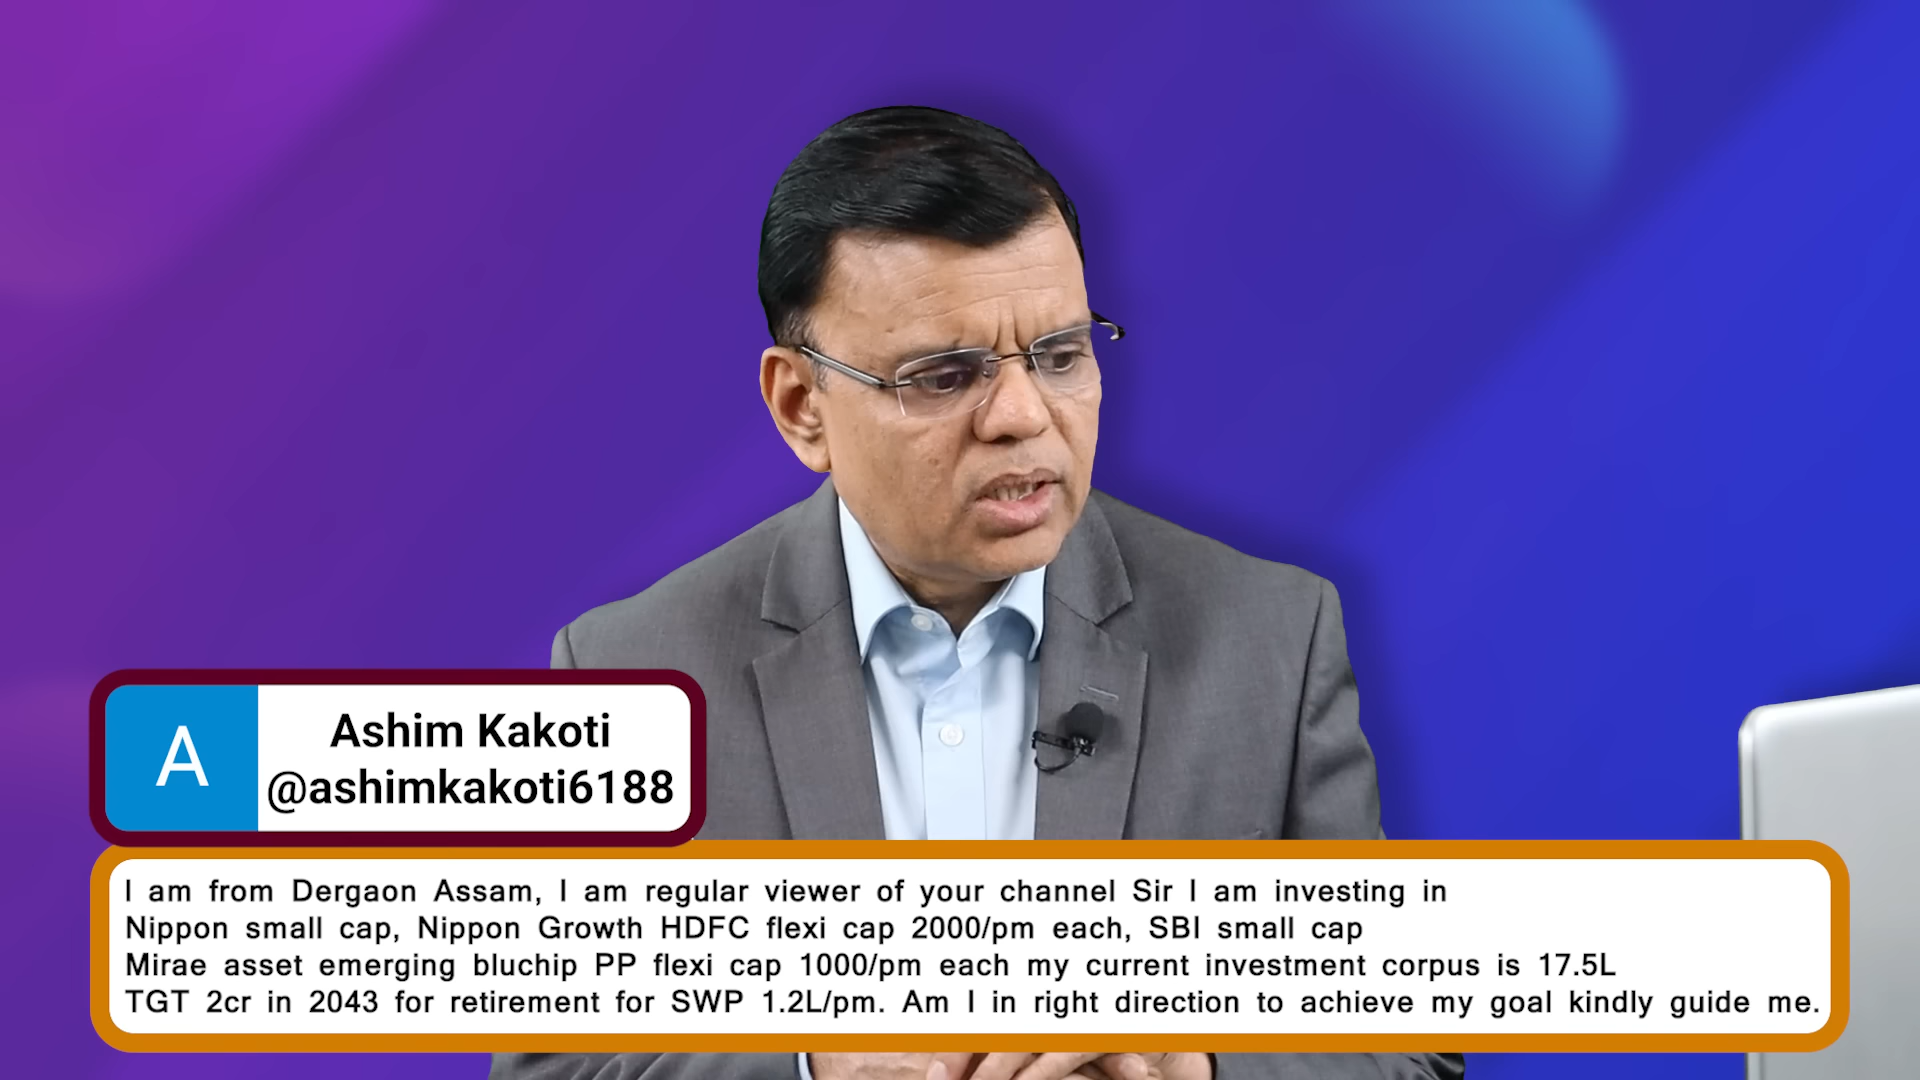 A
Ashim Kakoti
@ashimkakoti6188
I am from Dergaon Assam, I am regular viewer of your channel Sir I am investing in
Nippon small cap, Nippon Growth HDFC flexi cap 2000/pm each, SBI small cap
Mirae asset emerging bluchip PP flexi cap 1000/pm each my current investment corpus is 17.5L
TGT 2cr in 2043 for retirement for SWP 1.2L/pm. Am I in right direction to achieve my goal kindly guide me.